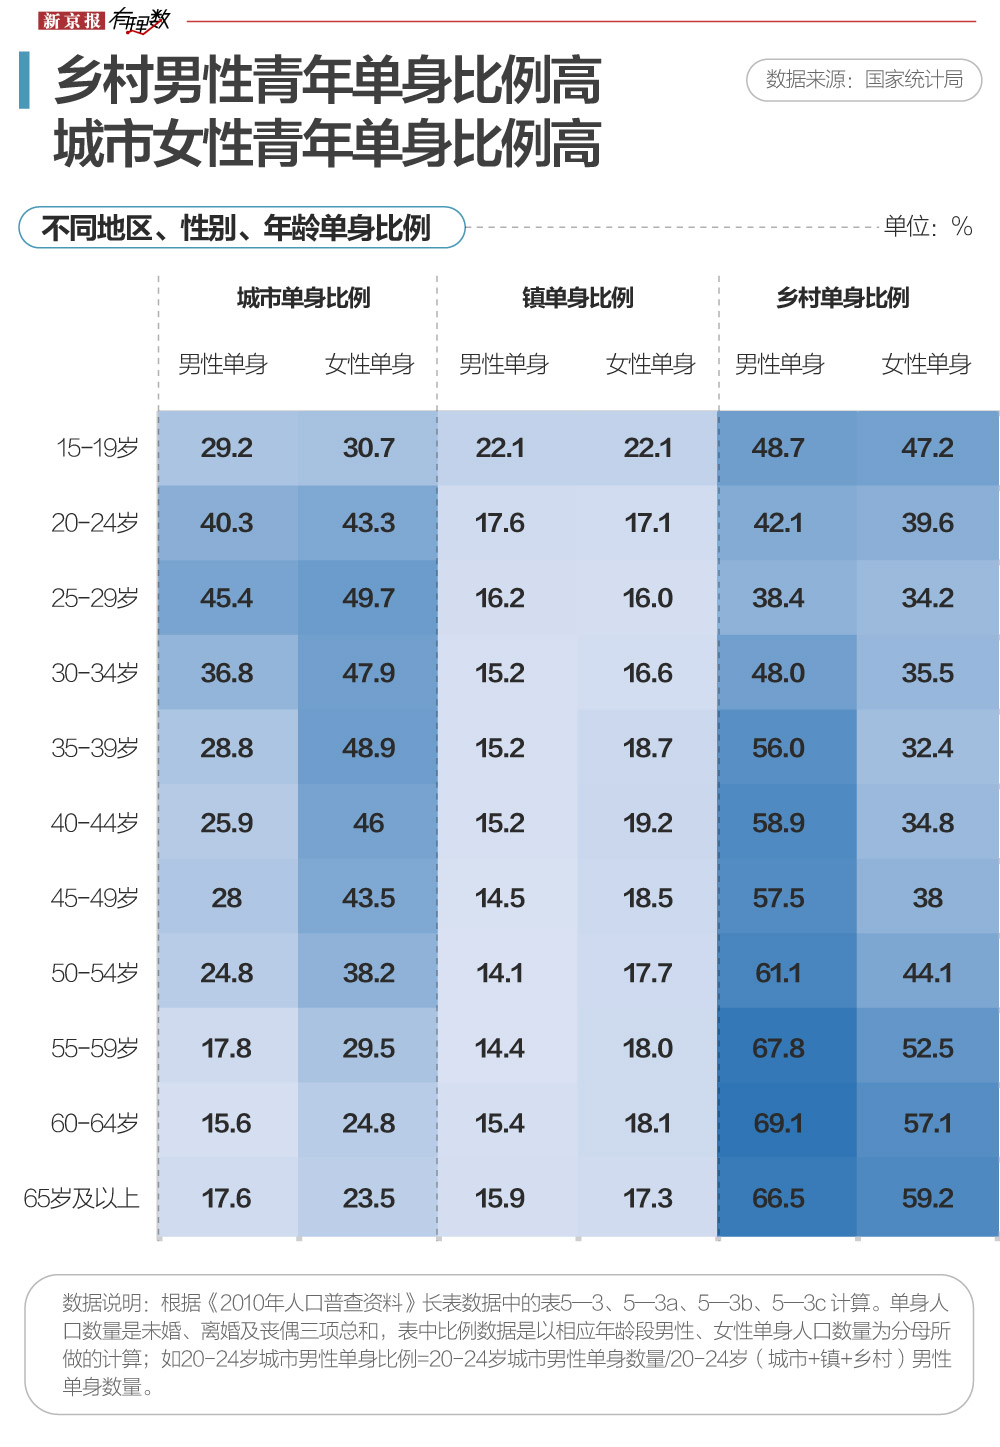 新京报 有理数
乡村男性青年单身比例高
城市女性青年单身比例高
数据来源：国家统计局
不同地区、性别、年龄单身比例
单位：%
城市单身比例 镇单身比例 乡村单身比例
男性单身 女性单身 男性单身 女性单身 男性单身 女性单身
15-19岁 29.2 30.7 22.1 22.1 48.7 47.2
20-24岁 40.3 43.3 17.6 17.1 42.1 39.6
25-29岁 45.4 49.7 16.2 16.0 38.4 34.2
30-34岁 36.8 47.9 15.2 16.6 48.0 35.5
35-39岁 28.8 48.9 15.2 18.7 56.0 32.4
40-44岁 25.9 46 15.2 19.2 58.9 34.8
45-49岁 28 43.5 14.5 18.5 57.5 38
50-54岁 24.8 38.2 14.1 17.7 61.1 44.1
55-59岁 17.8 29.5 14.4 18.0 67.8 52.5
60-64岁 15.6 24.8 15.4 18.1 69.1 57.1
65岁及以上 17.6 23.5 15.9 17.3 66.5 59.2
数据说明：根据《2010年人口普查资料》长表数据中的表5—3、5—3a、5—3b、5—3c 计算。单身人
口数量是未婚、离婚及丧偶三项总和，表中比例数据是以相应年龄段男性、女性单身人口数量为分母所
做的计算；如20-24岁城市男性单身比例=20-24岁城市男性单身数量/20-24岁（城市+镇+乡村）男性
单身数量。